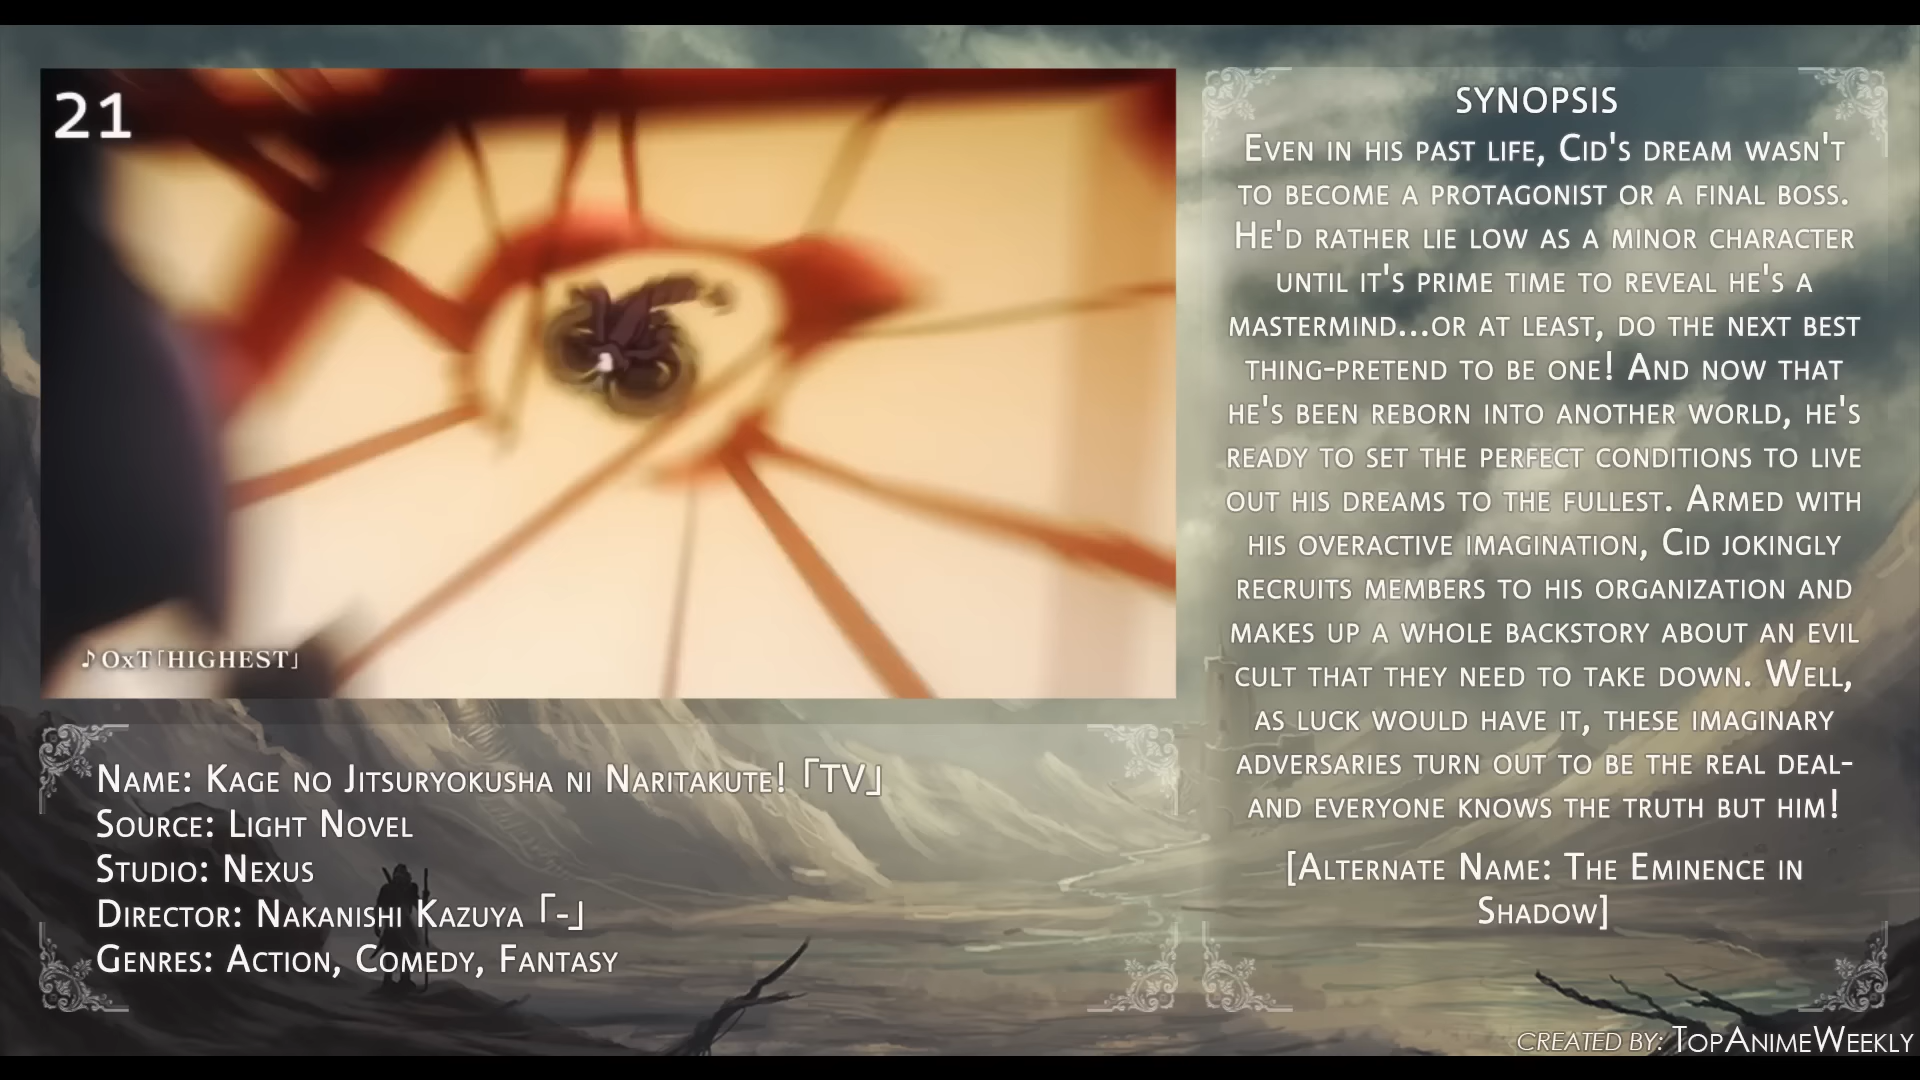 21
♪OxT「HIGHEST」
SYNOPSIS
Even in his past life, Cid's dream wasn't
to become a protagonist or a final boss.
He'd rather lie low as a minor character
until it's prime time to reveal he's a
mastermind...or at least, do the next best
thing-pretend to be one! And now that
he's been reborn into another world, he's
ready to set the perfect conditions to live
out his dreams to the fullest. Armed with
his overactive imagination, Cid jokingly
recruits members to his organization and
makes up a whole backstory about an evil
cult that they need to take down. Well,
as luck would have it, these imaginary
adversaries turn out to be the real deal-
and everyone knows the truth but him!
[Alternate Name: The Eminence in
Shadow]
Name: Kage no Jitsuryokusha ni Naritakute!「TV」
Source: Light Novel
Studio: Nexus
Director: Nakanishi Kazuya「-」
Genres: Action, Comedy, Fantasy
CREATED BY: TopAnimeWeekly